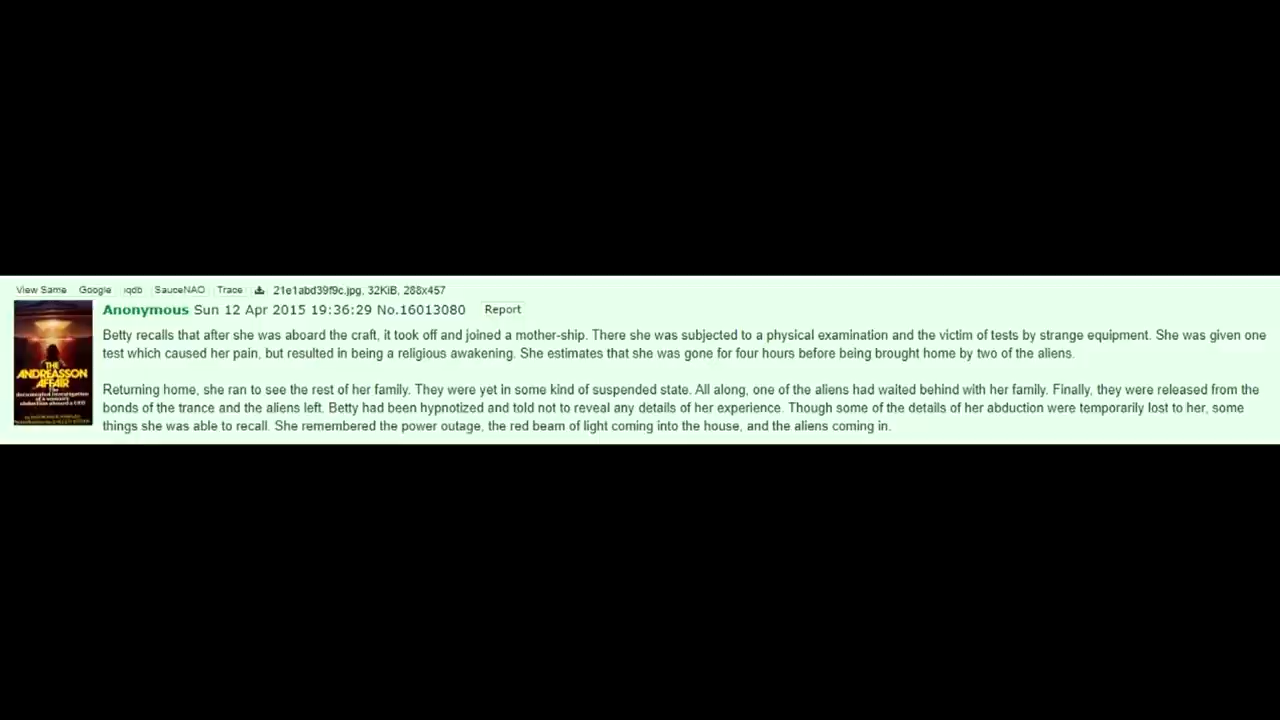 View Same Google iqdb SauceNAO Trace 21e1abd39f9c.jpg, 32KiB, 288x457
Anonymous Sun 12 Apr 2015 19:36:29 No.16013080 Report
Betty recalls that after she was aboard the craft, it took off and joined a mother-ship. There she was subjected to a physical examination and the victim of tests by strange equipment. She was given one
test which caused her pain, but resulted in being a religious awakening. She estimates that she was gone for four hours before being brought home by two of the aliens.
Returning home, she ran to see the rest of her family. They were yet in some kind of suspended state. All along, one of the aliens had waited behind with her family. Finally, they were released from the
bonds of the trance and the aliens left. Betty had been hypnotized and told not to reveal any details of her experience. Though some of the details of her abduction were temporarily lost to her, some
things she was able to recall. She remembered the power outage, the red beam of light coming into the house, and the aliens coming in.
THE
ANDREASSON
AFFAIR
The
documented investigation
of a woman's
abduction aboard a UFO